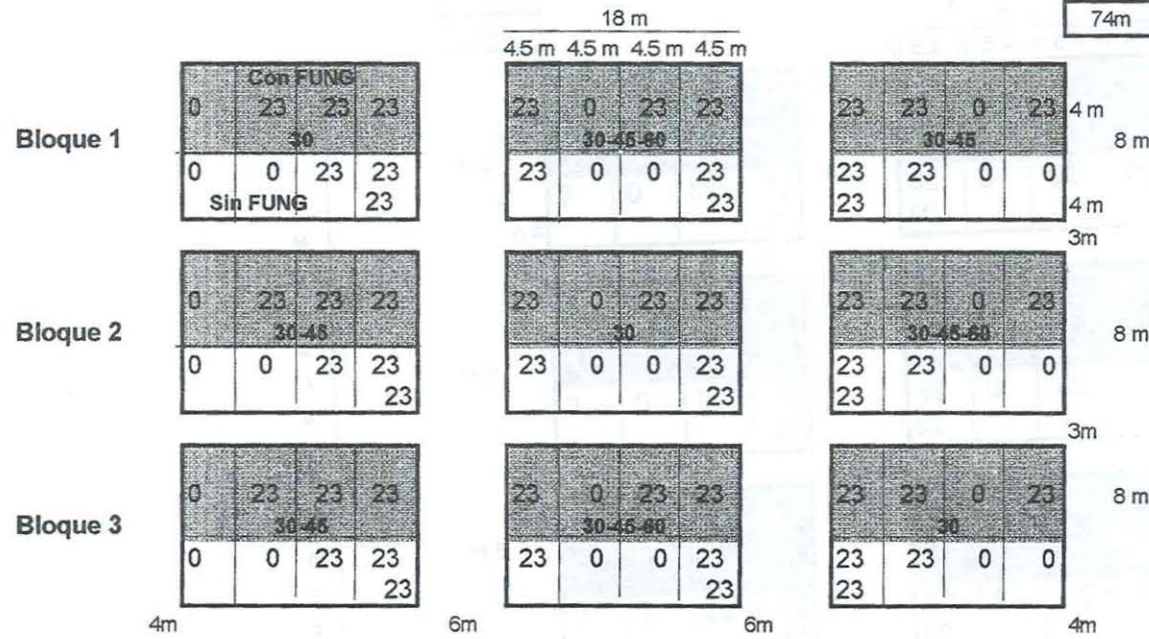 18 m
74m
4.5 m 4.5 m 4.5 m 4.5 m
Con FUNG
0 23 23 23 23 0 23 23 23 23 0 23 4 m
Bloque 1 30 30-45-60 30-45 8 m
0 0 23 23 23 0 0 23 23 23 0 0
Sin FUNG 23 23 23 4 m
3m
0 23 23 23 23 0 23 23 23 23 0 23
Bloque 2 30-45 30 30-45-60 8 m
0 0 23 23 23 0 0 23 23 23 0 0
23 23 23
3m
0 23 23 23 23 0 23 23 23 23 0 23 8 m
Bloque 3 30-45 30-45-60 30
0 0 23 23 23 0 0 23 23 23 0 0
23 23 23
4m 6m 6m 4m